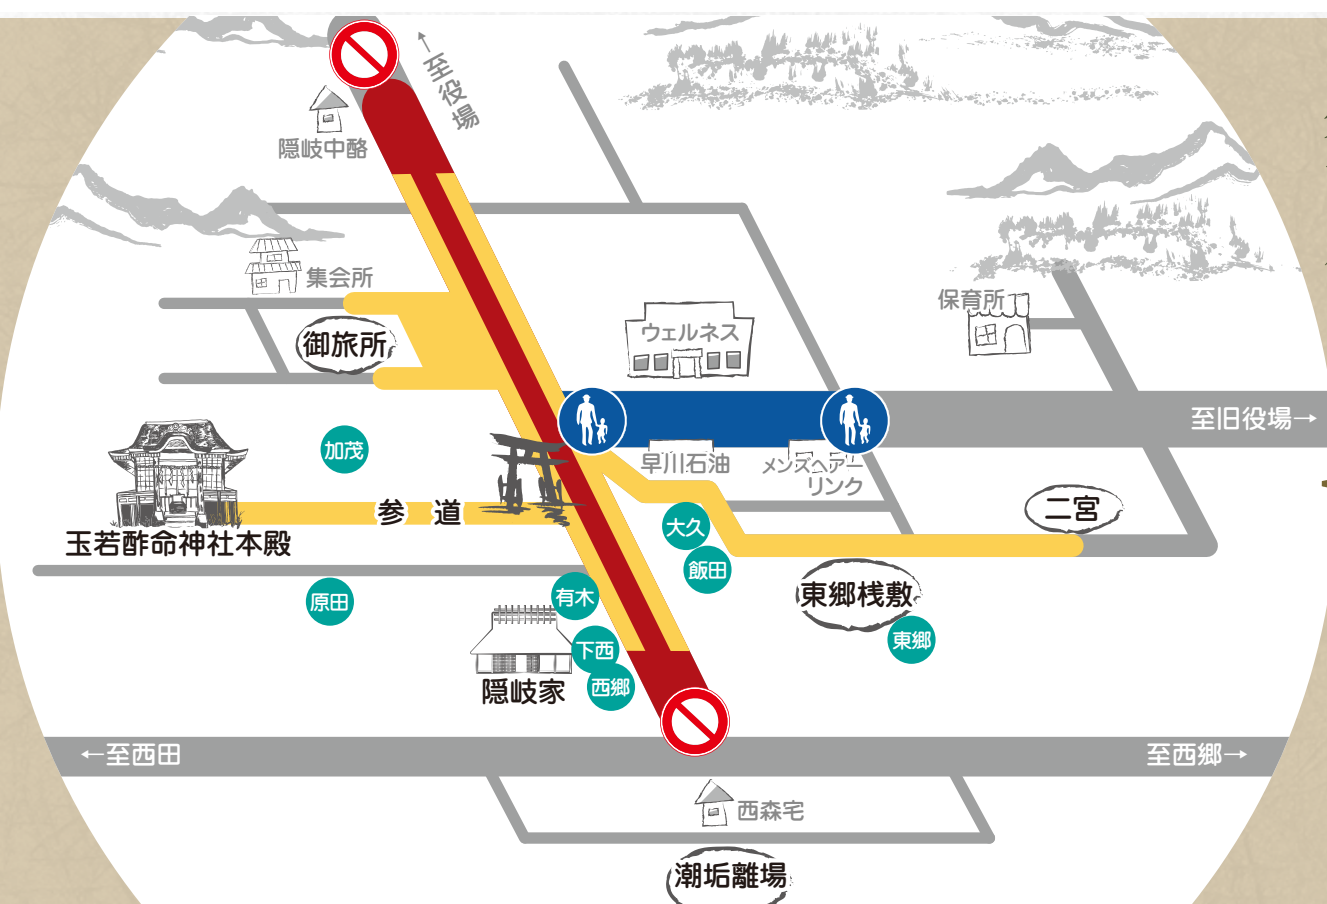 ←至役場
隠岐中酪
集会所
御旅所
保育所
ウェルネス
至旧役場→
加茂
早川石油
メンズヘアー
リンク
参道
二宮
大久
玉若酢命神社本殿
飯田
原田
有木
東郷桟敷
東郷
下西
西郷
隠岐家
←至西田
至西郷→
西森宅
潮垢離場